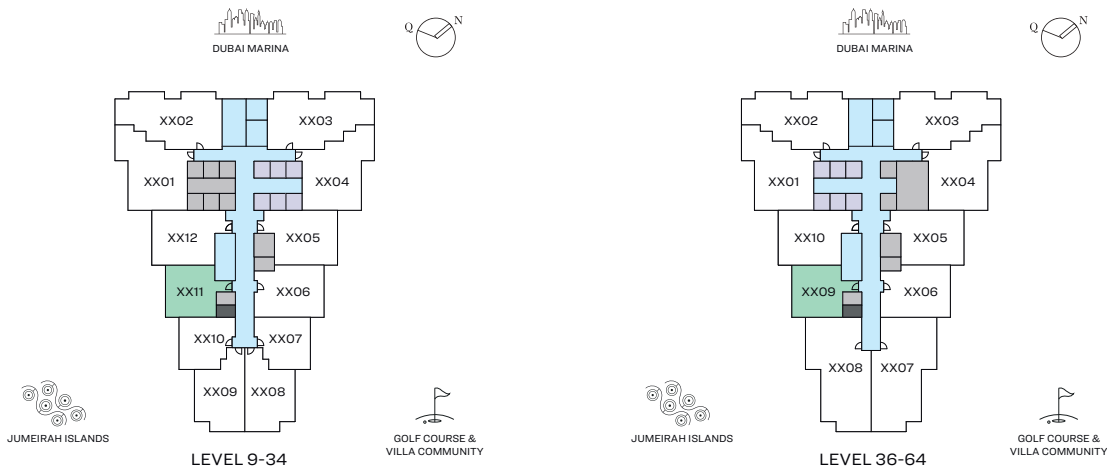 Q N
DUBAI MARINA
XX02
XX03
XX01
XX04
XX12
XX05
XX11
XX06
XX10
XX07
XX09
XX08
JUMEIRAH ISLANDS
GOLF COURSE &
VILLA COMMUNITY
LEVEL 9-34
Q N
DUBAI MARINA
XX02
XX03
XX01
XX04
XX10
XX05
XX09
XX06
XX08
XX07
JUMEIRAH ISLANDS
GOLF COURSE &
VILLA COMMUNITY
LEVEL 36-64